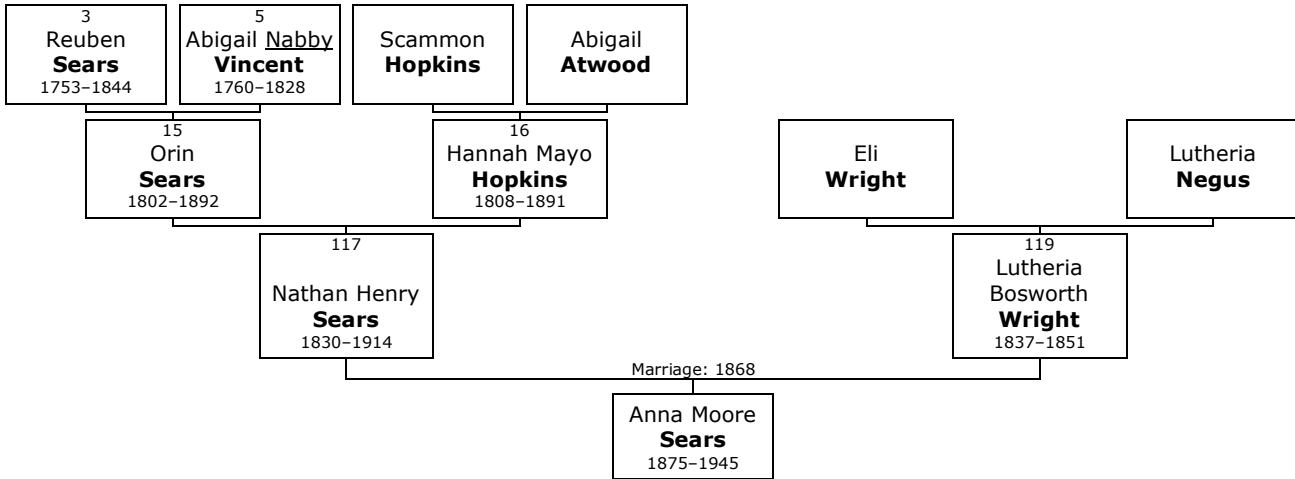 3
Reuben
Sears
1753–1844
5
Abigail Nabby
Vincent
1760–1828
Scammon
Hopkins
Abigail
Atwood
15
Orin
Sears
1802–1892
16
Hannah Mayo
Hopkins
1808–1891
Eli
Wright
Lutheria
Negus
117
Nathan Henry
Sears
1830–1914
119
Lutheria
Bosworth
Wright
1837–1851
Marriage: 1868
Anna Moore
Sears
1875–1945